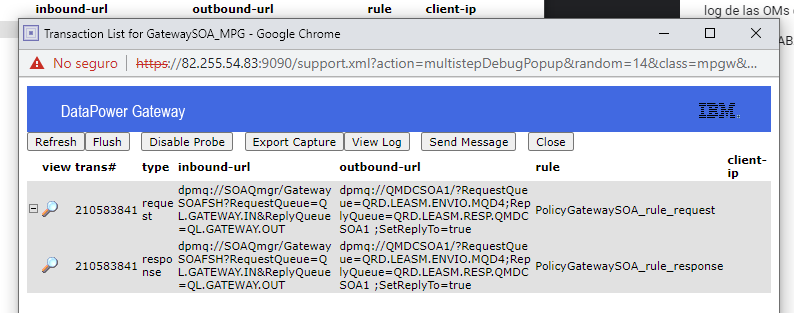 inbound-url outbound-url rule client-ip
log de las OMs
Transaction List for GatewaySOA_MPG - Google Chrome
AB
No seguro https://82.255.54.83:9090/support.xml?action=multistepDebugPopup&random=14&class=mpgw&...
DataPower Gateway IBM
Refresh Flush Disable Probe Export Capture View Log Send Message Close
view trans# type inbound-url outbound-url rule client-
ip
dpmq://SOAQmgr/Gateway dpmq://QMDCSOA1/?RequestQue
210583841 reque SOAFSH?RequestQueue=Q ue=QRD.LEASM.ENVIO.MQD4;Rep PolicyGatewaySOA_rule_request
st L.GATEWAY.IN&ReplyQueue lyQueue=QRD.LEASM.RESP.QMDC
=QL.GATEWAY.OUT SOA1 ;SetReplyTo=true
dpmq://SOAQmgr/Gateway dpmq://QMDCSOA1/?RequestQue
210583841 respo SOAFSH?RequestQueue=Q ue=QRD.LEASM.ENVIO.MQD4;Rep PolicyGatewaySOA_rule_response
nse L.GATEWAY.IN&ReplyQueue lyQueue=QRD.LEASM.RESP.QMDC
=QL.GATEWAY.OUT SOA1 ;SetReplyTo=true